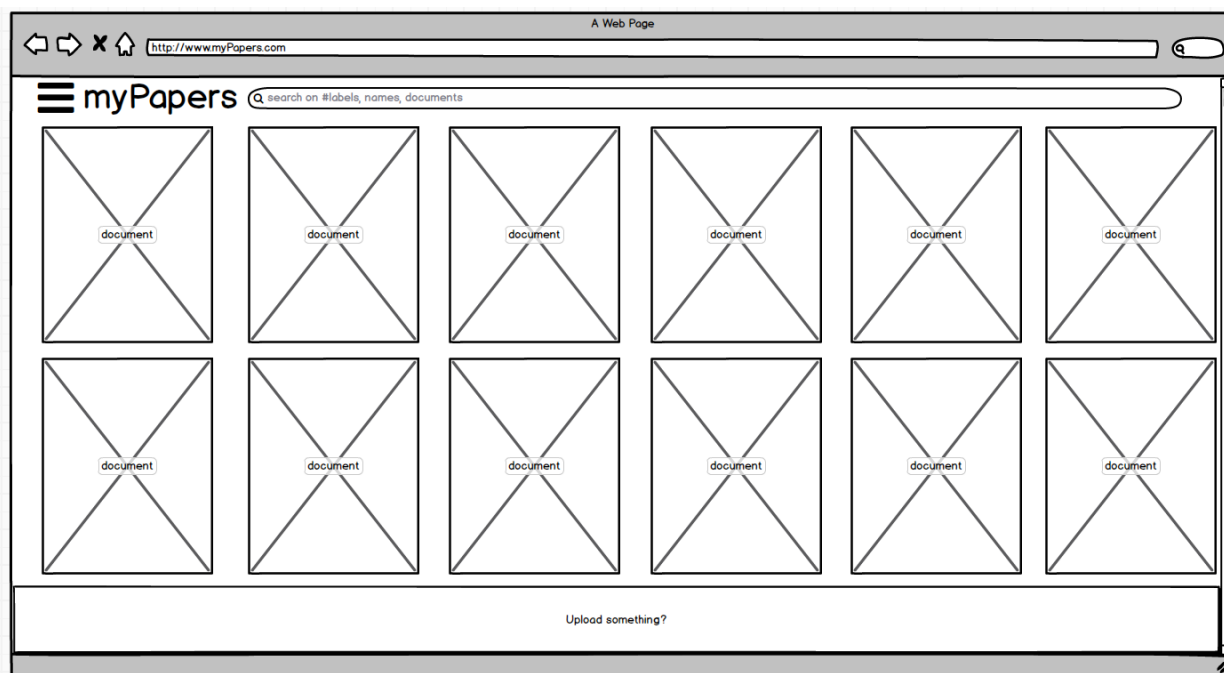 A Web Page
http://www.myPapers.com
myPapers
search on #labels, names, documents
document document document document document document
document document document document document document
Upload something?